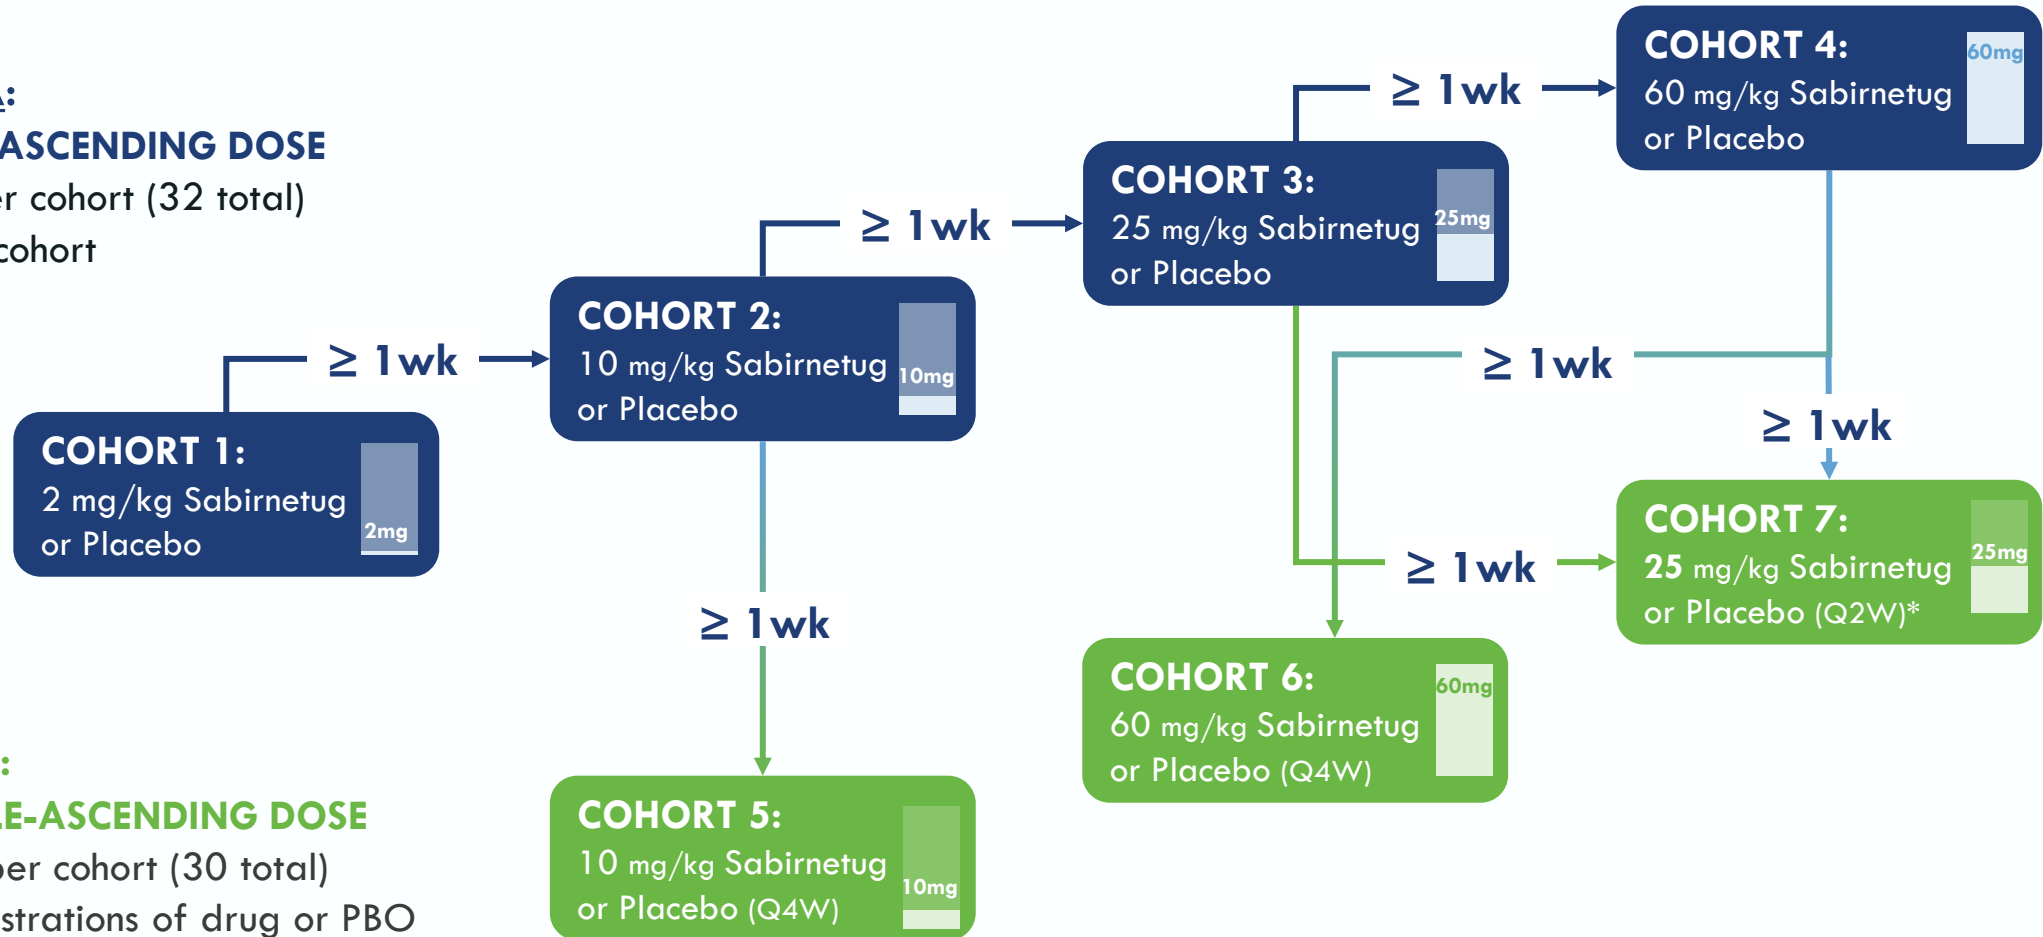 :
ASCENDING DOSE
er cohort (32 total)
cohort
COHORT 1:
2 mg/kg Sabirnetug
or Placebo
2mg
≥ 1wk
COHORT 2:
10 mg/kg Sabirnetug
or Placebo
10mg
≥ 1wk
COHORT 3:
25 mg/kg Sabirnetug
or Placebo
25mg
≥ 1wk
COHORT 4:
60 mg/kg Sabirnetug
or Placebo
60mg
≥ 1wk
≥ 1wk
≥ 1wk
≥ 1wk
COHORT 7:
25 mg/kg Sabirnetug
or Placebo (Q2W)*
25mg
COHORT 6:
60 mg/kg Sabirnetug
or Placebo (Q4W)
60mg
COHORT 5:
10 mg/kg Sabirnetug
or Placebo (Q4W)
10mg
:
LE-ASCENDING DOSE
per cohort (30 total)
strations of drug or PBO